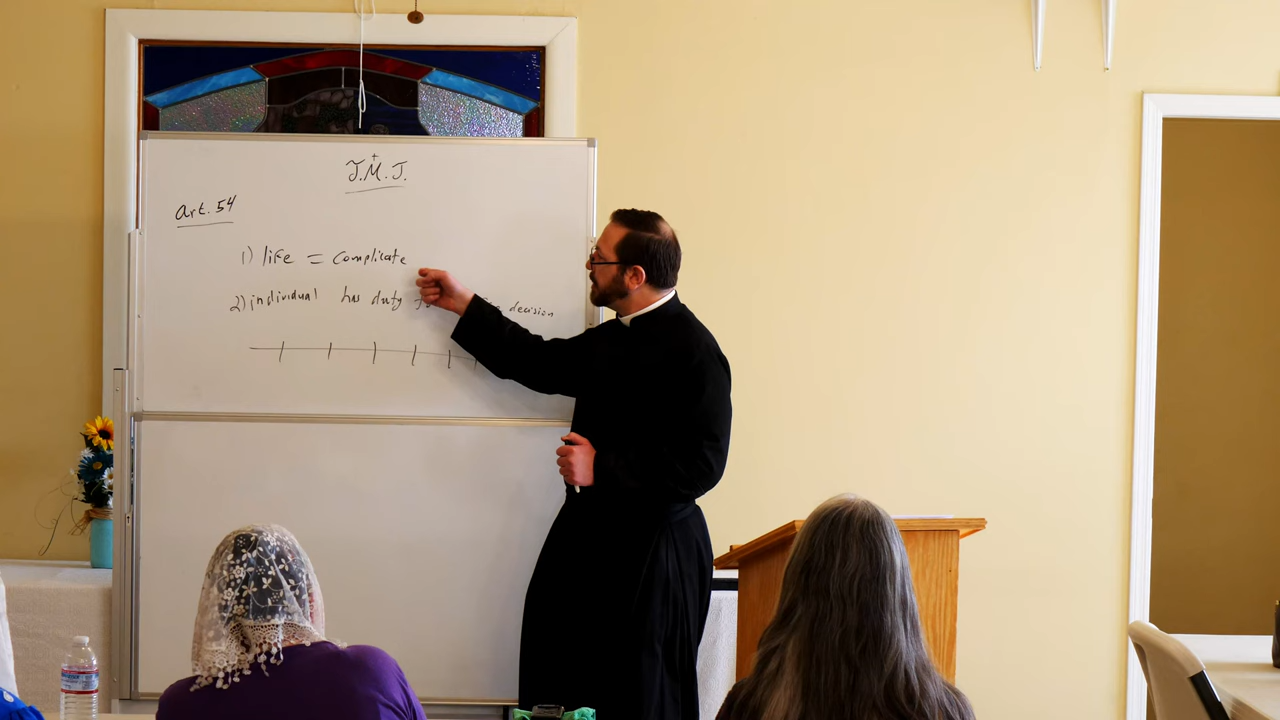 J.M.J.
Art. 54
1) life = complicate
2) individual has duty decision